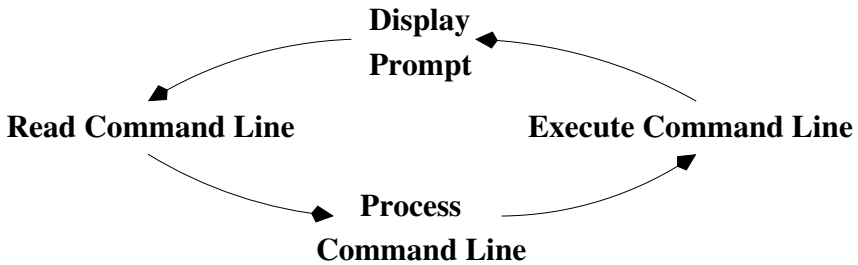 Display
Prompt
Read Command Line
Execute Command Line
Process
Command Line